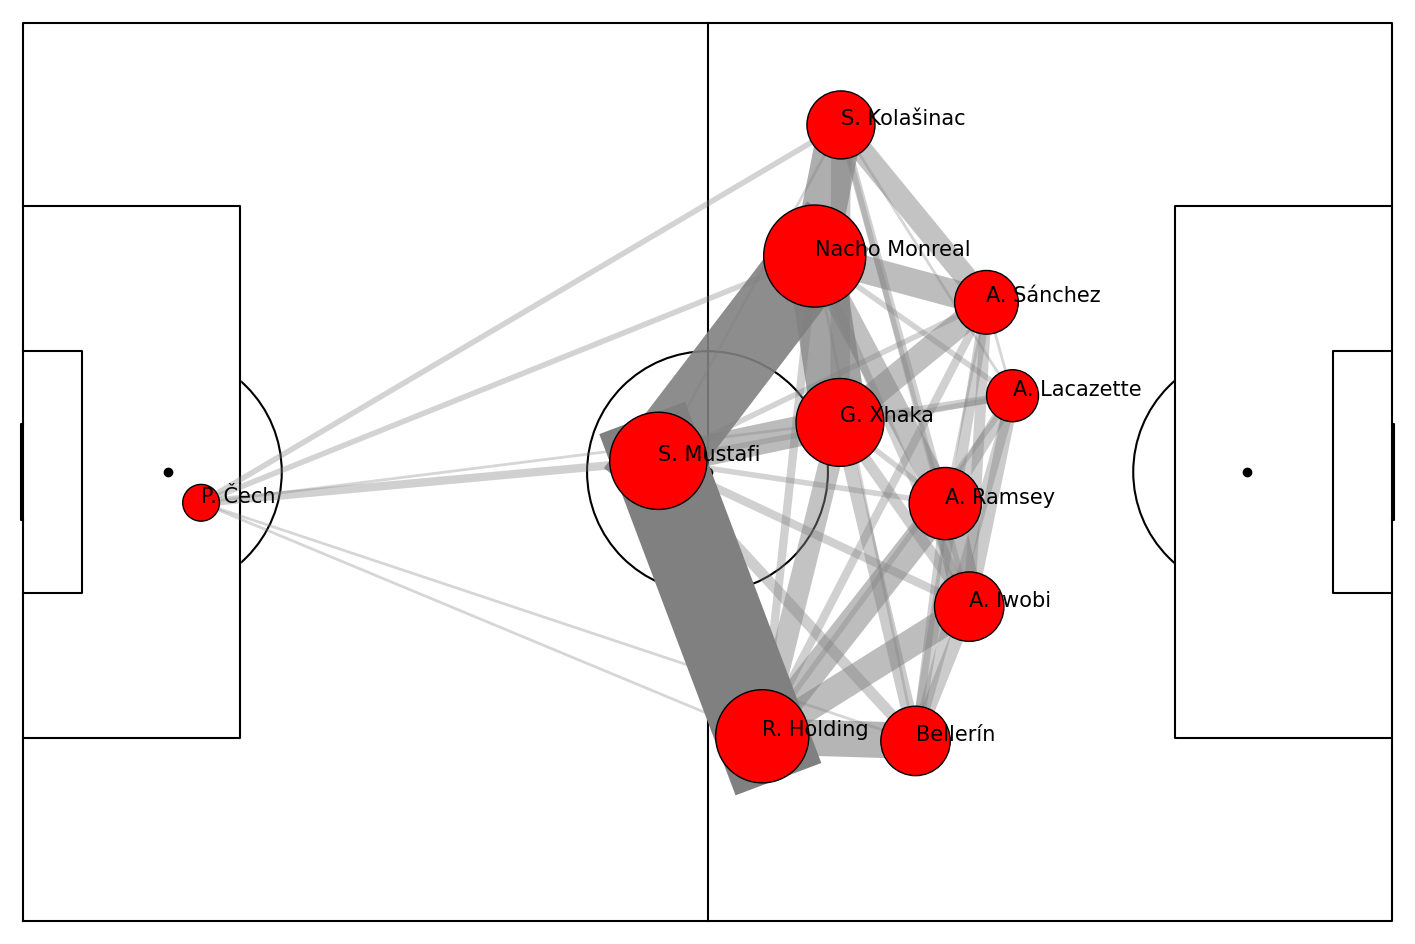 S. Kolašinac
Nacho Monreal
A. Sánchez
A. Lacazette
G. Xhaka
S. Mustafi
P. Čech
A. Ramsey
A. Iwobi
R. Holding
Bellerín